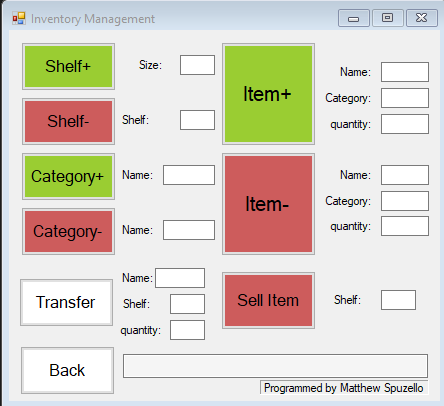 Inventory Management
Shelf+
Size:
Item+
Name:
Category:
quantity:
Shelf-
Shelf:
Category+
Name:
Item-
Name:
Category:
quantity:
Category-
Name:
Transfer
Name:
Shelf:
quantity:
Sell Item
Shelf:
Back
Programmed by Matthew Spuzello